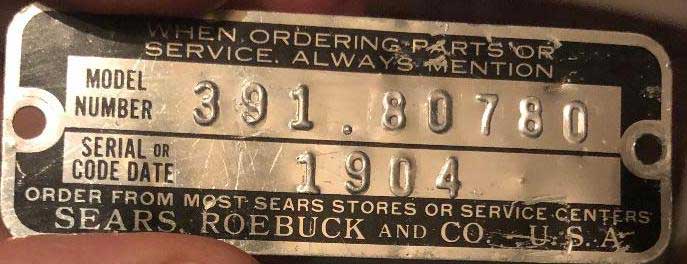 WHEN ORDERING PARTS OR
SERVICE. ALWAYS MENTION
MODEL NUMBER 391.80780
SERIAL OR CODE DATE 1904
ORDER FROM MOST SEARS STORES OR SERVICE CENTERS
SEARS, ROEBUCK AND CO. - U.S.A.